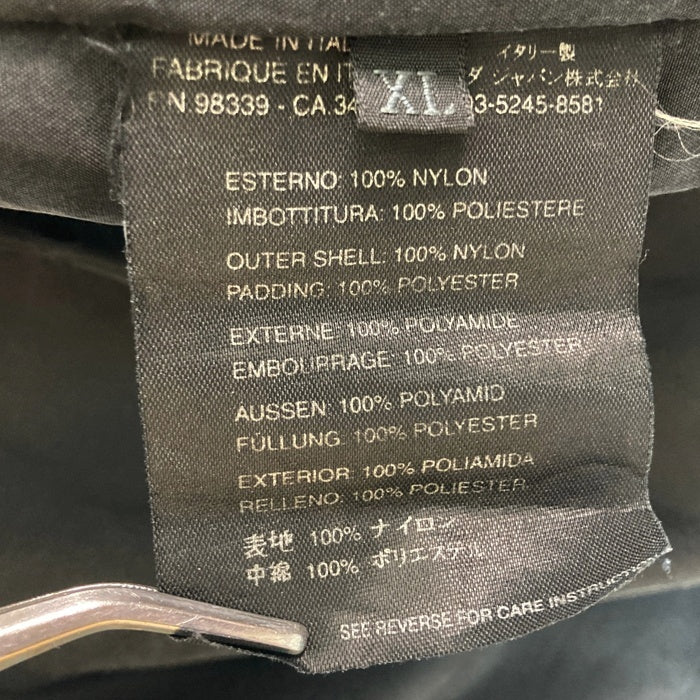 MADE IN ITAL
イタリー製
FABRIQUE EN IT
ダ ジャパン株式会社
RN 98339 - CA.34
03-5245-8581
XL
ESTERNO: 100% NYLON
IMBOTTITURA: 100% POLIESTERE
OUTER SHELL: 100% NYLON
PADDING: 100% POLYESTER
EXTERNE: 100% POLYAMIDE
EMBOUPRAGE: 100% POLYESTER
AUSSEN: 100% POLYAMID
FÜLLUNG: 100% POLYESTER
EXTERIOR: 100% POLIAMIDA
RELLENO: 100% POLIESTER
表地 100% ナイロン
中綿 100% ポリエステル
SEE REVERSE FOR CARE INSTRUC